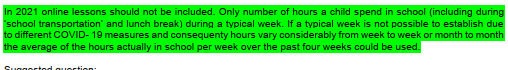 In 2021 online lessons should not be included. Only number of hours a child spend in school (including during
'school transportation' and lunch break) during a typical week. If a typical week is not possible to establish due
to different COVID- 19 measures and consequenty hours vary considerably from week to week or month to month
the average of the hours actually in school per week over the past four weeks could be used.
Suggested question: